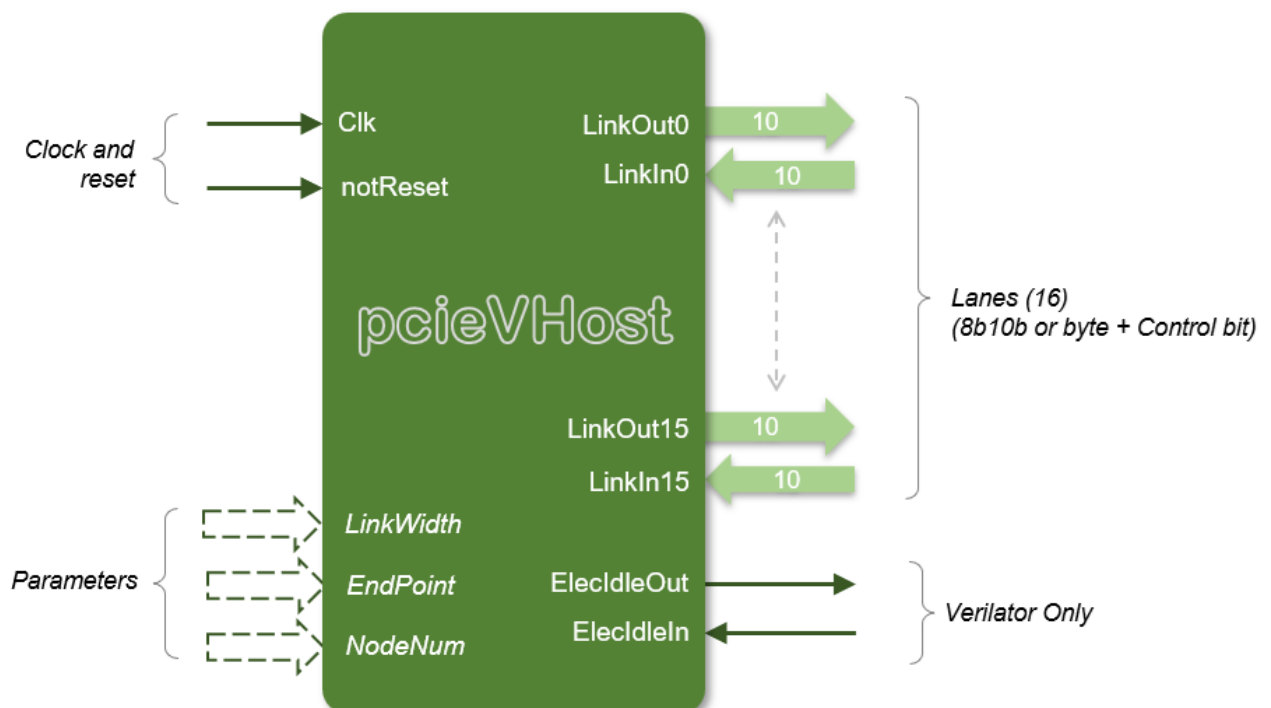 Clock and
reset
Clk
notReset
LinkOut0
10
LinkIn0
10
pcieVHost
Lanes (16)
(8b10b or byte + Control bit)
LinkOut15
10
LinkIn15
10
Parameters
LinkWidth
EndPoint
NodeNum
ElecIdleOut
ElecIdleIn
Verilator Only